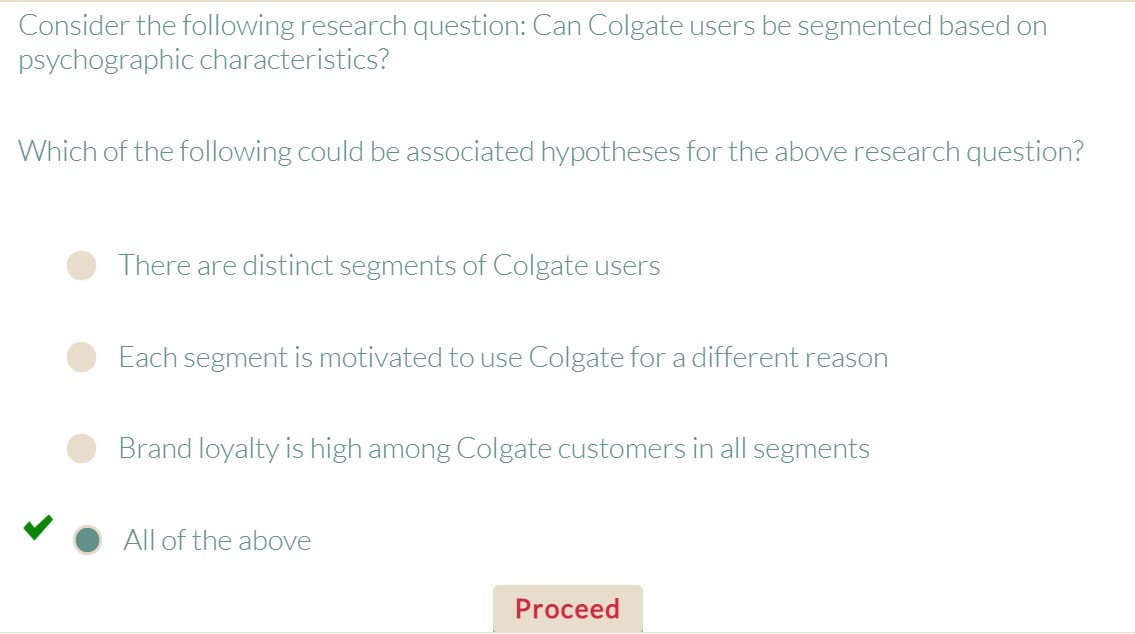 Consider the following research question: Can Colgate users be segmented based on
psychographic characteristics?
Which of the following could be associated hypotheses for the above research question?
There are distinct segments of Colgate users
Each segment is motivated to use Colgate for a different reason
Brand loyalty is high among Colgate customers in all segments
All of the above
Proceed